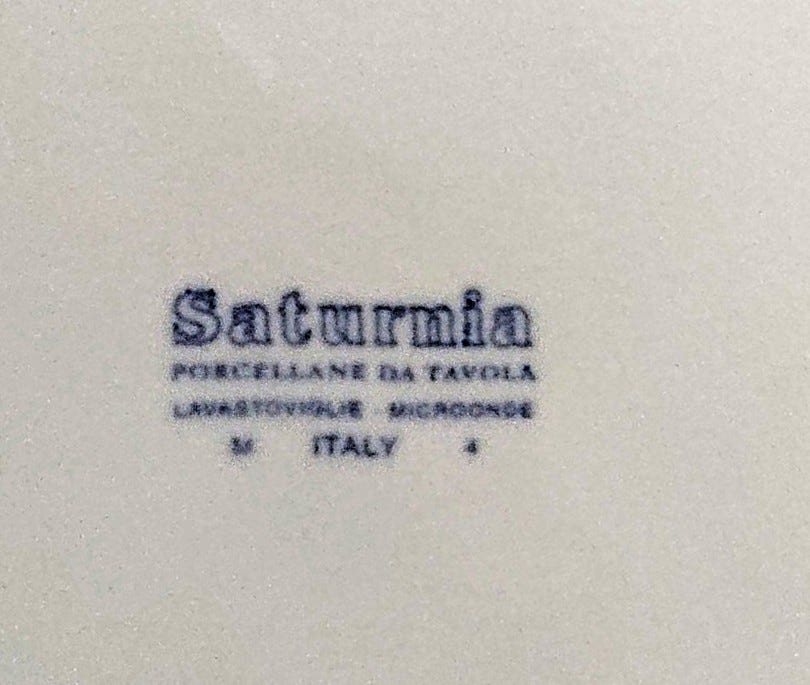 Saturnia
PORCELLANE DA TAVOLA
LAVASTOVIGLIE MICROONDE
M ITALY 4